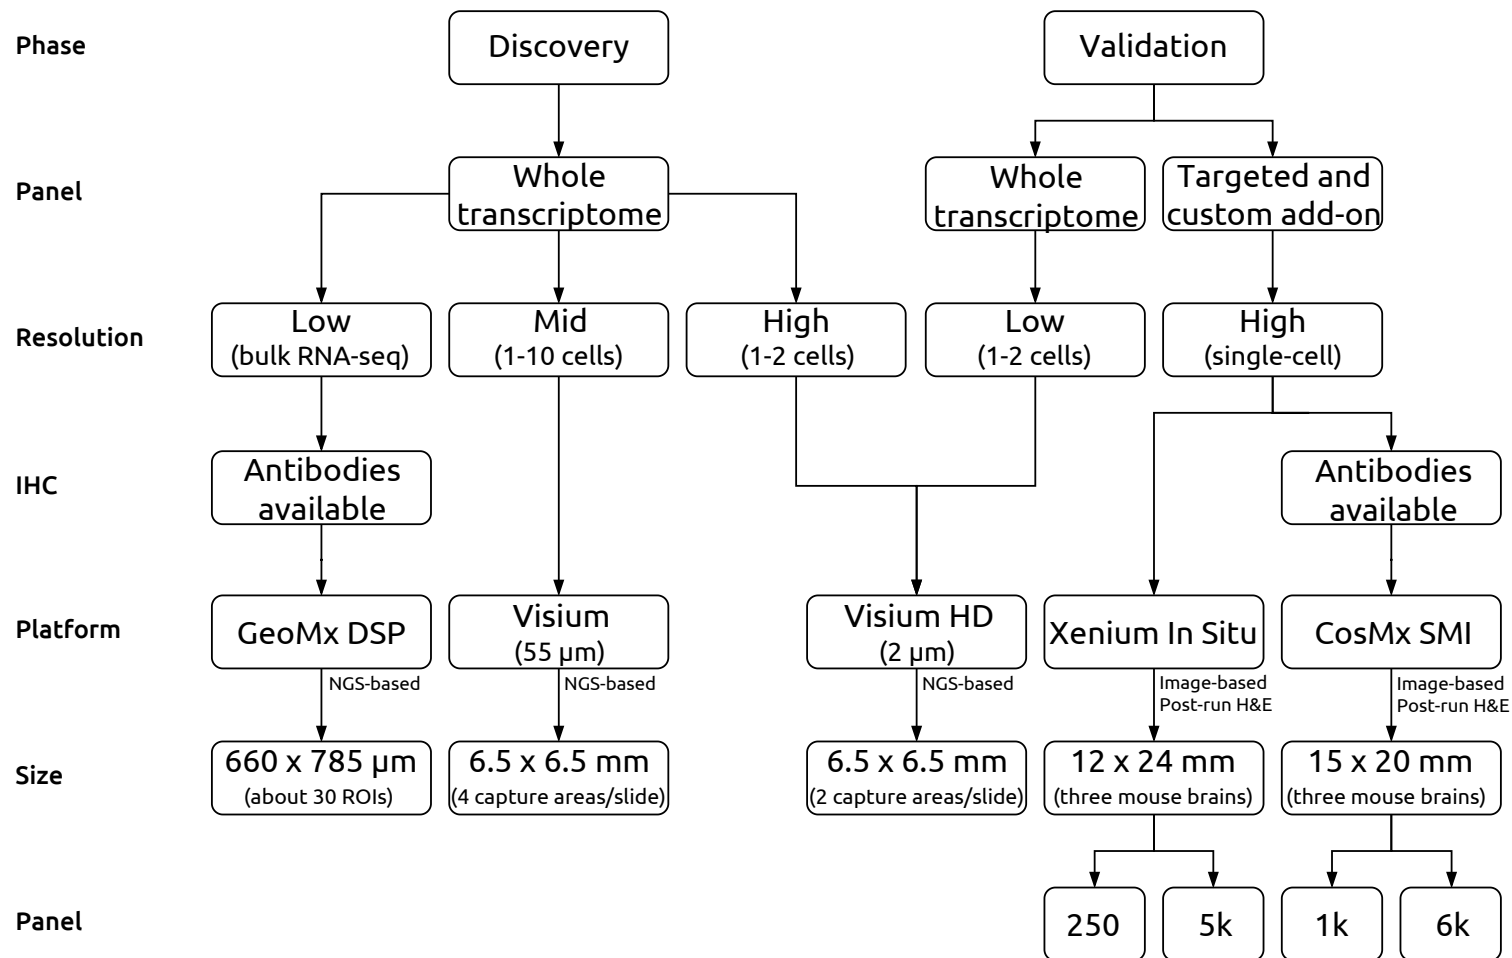 Phase
Discovery
Validation
Panel
Whole
transcriptome
Whole
transcriptome
Targeted and
custom add-on
Resolution
Low
(bulk RNA-seq)
Mid
(1-10 cells)
High
(1-2 cells)
Low
(1-2 cells)
High
(single-cell)
IHC
Antibodies
available
Antibodies
available
Platform
GeoMx DSP
Visium
(55 µm)
Visium HD
(2 µm)
Xenium In Situ
CosMx SMI
NGS-based
NGS-based
NGS-based
Image-based
Post-run H&E
Image-based
Post-run H&E
Size
660 x 785 µm
(about 30 ROIs)
6.5 x 6.5 mm
(4 capture areas/slide)
6.5 x 6.5 mm
(2 capture areas/slide)
12 x 24 mm
(three mouse brains)
15 x 20 mm
(three mouse brains)
Panel
250
5k
1k
6k